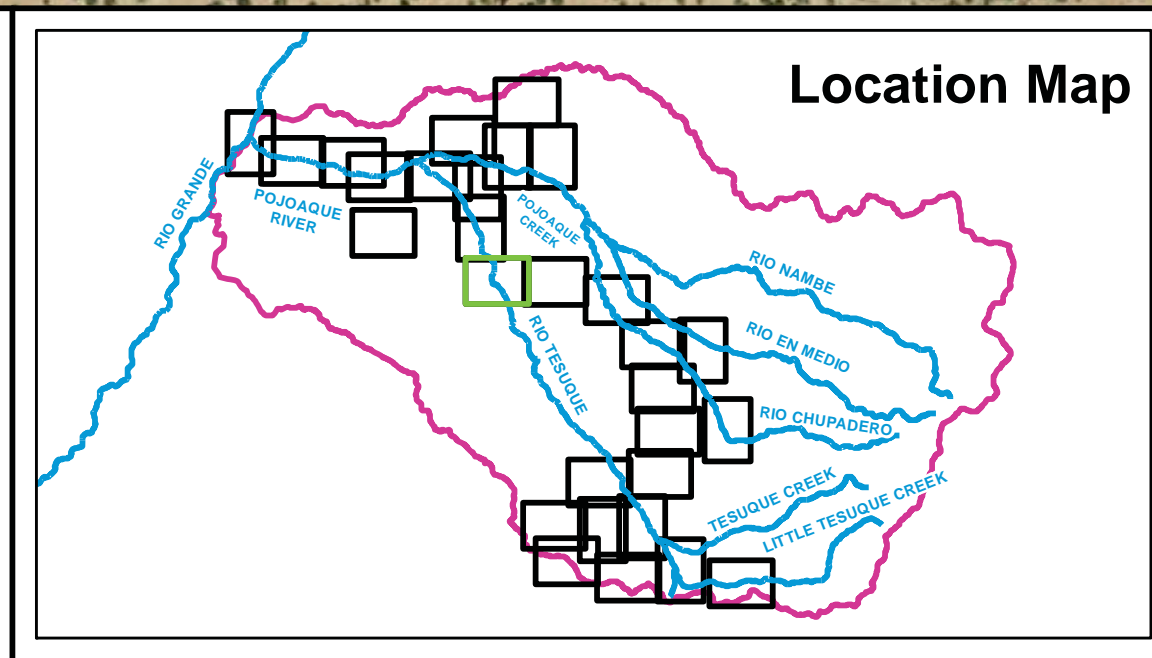 Location Map
RIO GRANDE
POJOAQUE
RIVER
POJOAQUE
CREEK
RIO NAMBE
RIO EN MEDIO
RIO TESUQUE
RIO CHUPADERO
TESUQUE CREEK
LITTLE TESUQUE CREEK